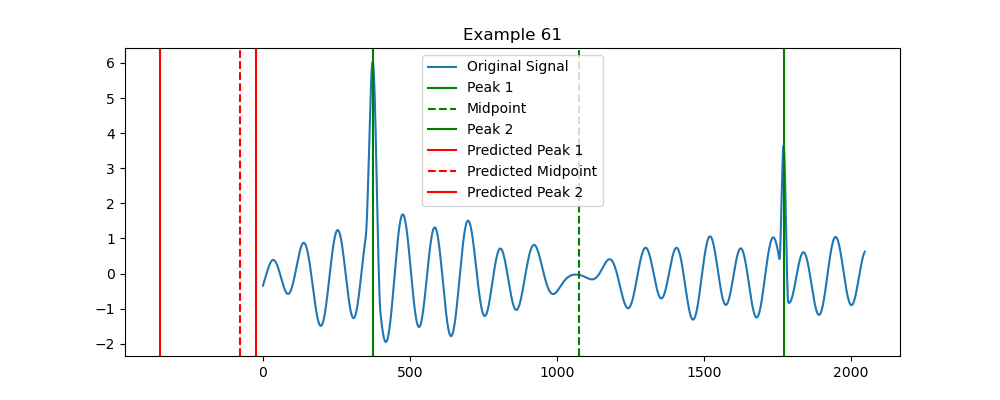 Example 61
Original Signal
Peak 1
Midpoint
Peak 2
Predicted Peak 1
Predicted Midpoint
Predicted Peak 2
6
5
4
3
2
1
0
−1
−2
0 500 1000 1500 2000